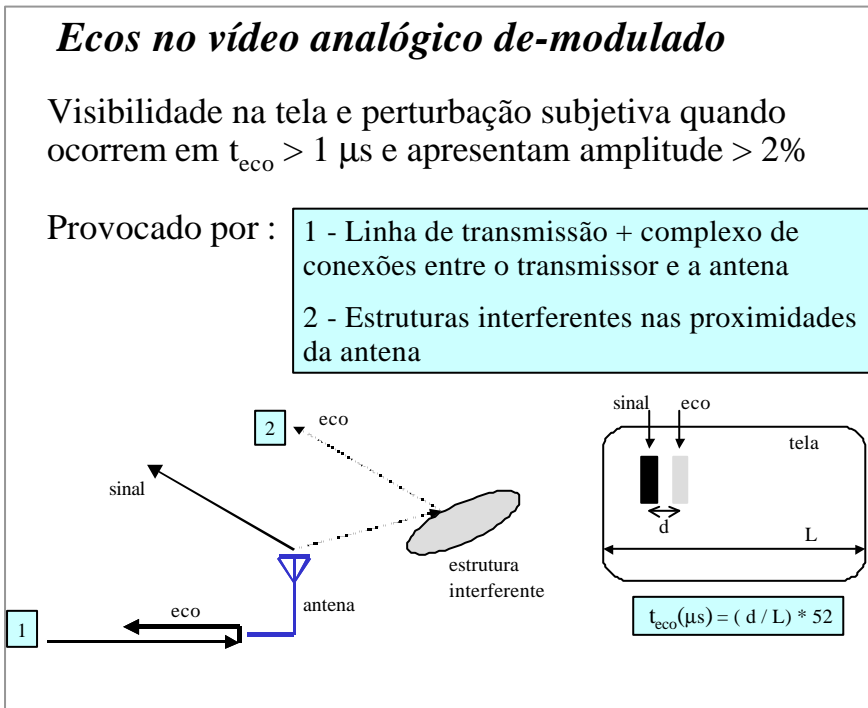 Ecos no vídeo analógico de-modulado
Visibilidade na tela e perturbação subjetiva quando
ocorrem em t_eco > 1 μs e apresentam amplitude > 2%
Provocado por :
1 - Linha de transmissão + complexo de
conexões entre o transmissor e a antena
2 - Estruturas interferentes nas proximidades
da antena
2
eco
sinal
estrutura
interferente
antena
eco
1
sinal
eco
tela
d
L
t_eco(μs) = ( d / L) * 52